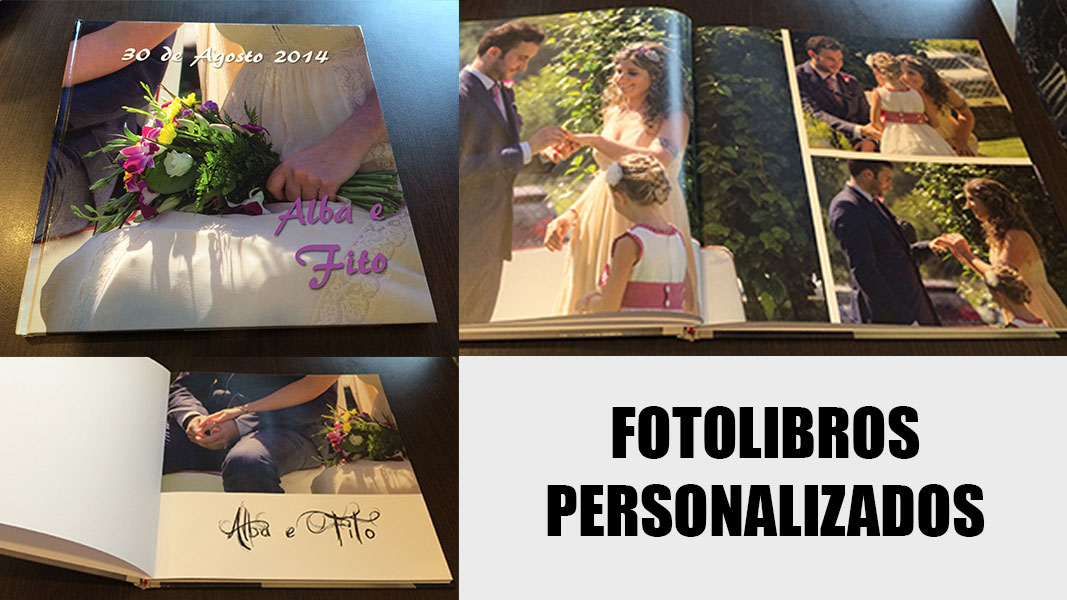 30 de Agosto 2014
Alba e
Fito
Alba e Fito
FOTOLIBROS
PERSONALIZADOS